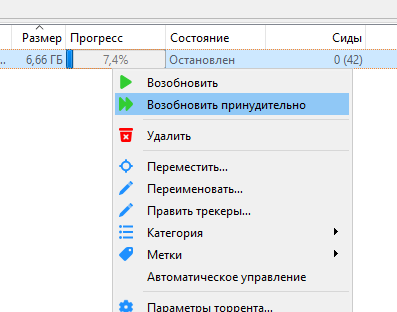 Размер Прогресс Состояние Сиды
... 6,66 ГБ 7,4% Остановлен 0 (42)
Возобновить
Возобновить принудительно
Удалить
Переместить...
Переименовать...
Править трекеры...
Категория
Метки
Автоматическое управление
Параметры торрента...